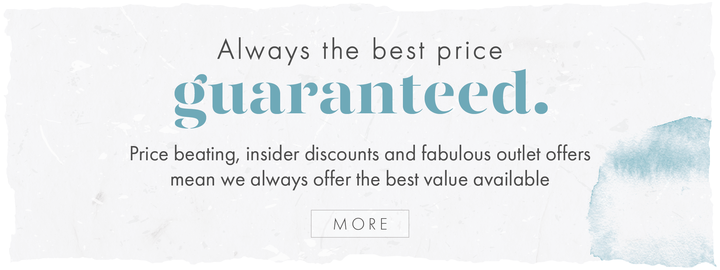 Always the best price
guaranteed.
Price beating, insider discounts and fabulous outlet offers
mean we always offer the best value available
MORE